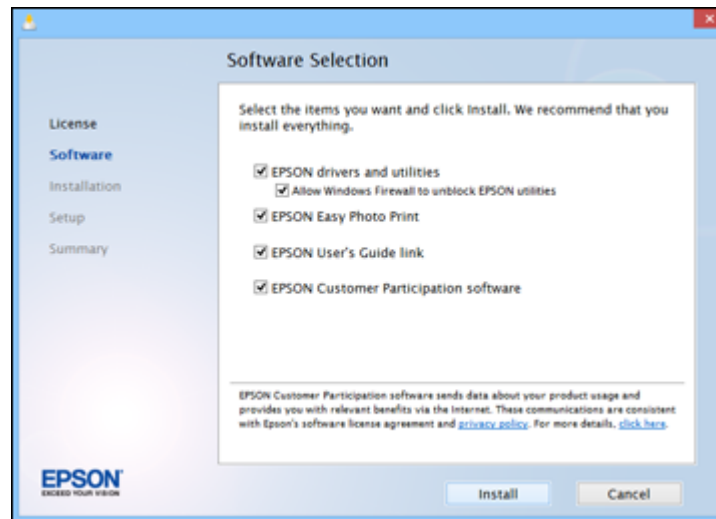 Software Selection
License
Software
Installation
Setup
Summary
Select the items you want and click Install. We recommend that you
install everything.
EPSON drivers and utilities
Allow Windows Firewall to unblock EPSON utilities
EPSON Easy Photo Print
EPSON User's Guide link
EPSON Customer Participation software
EPSON Customer Participation software sends data about your product usage and
provides you with relevant benefits via the Internet. These communications are consistent
with Epson's software license agreement and privacy policy. For more details, click here.
EPSON
EXCEED YOUR VISION
Install
Cancel